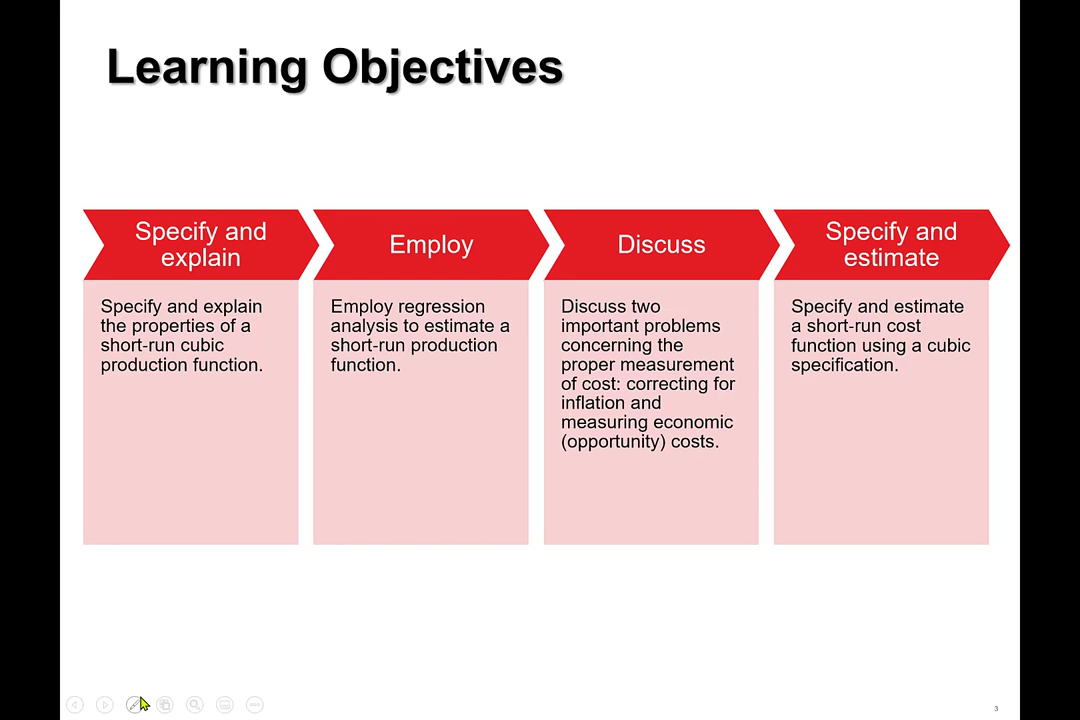 Learning Objectives
Specify and
explain
Specify and explain
the properties of a
short-run cubic
production function.
Employ
Employ regression
analysis to estimate a
short-run production
function.
Discuss
Discuss two
important problems
concerning the
proper measurement
of cost: correcting for
inflation and
measuring economic
(opportunity) costs.
Specify and
estimate
Specify and estimate
a short-run cost
function using a cubic
specification.
3